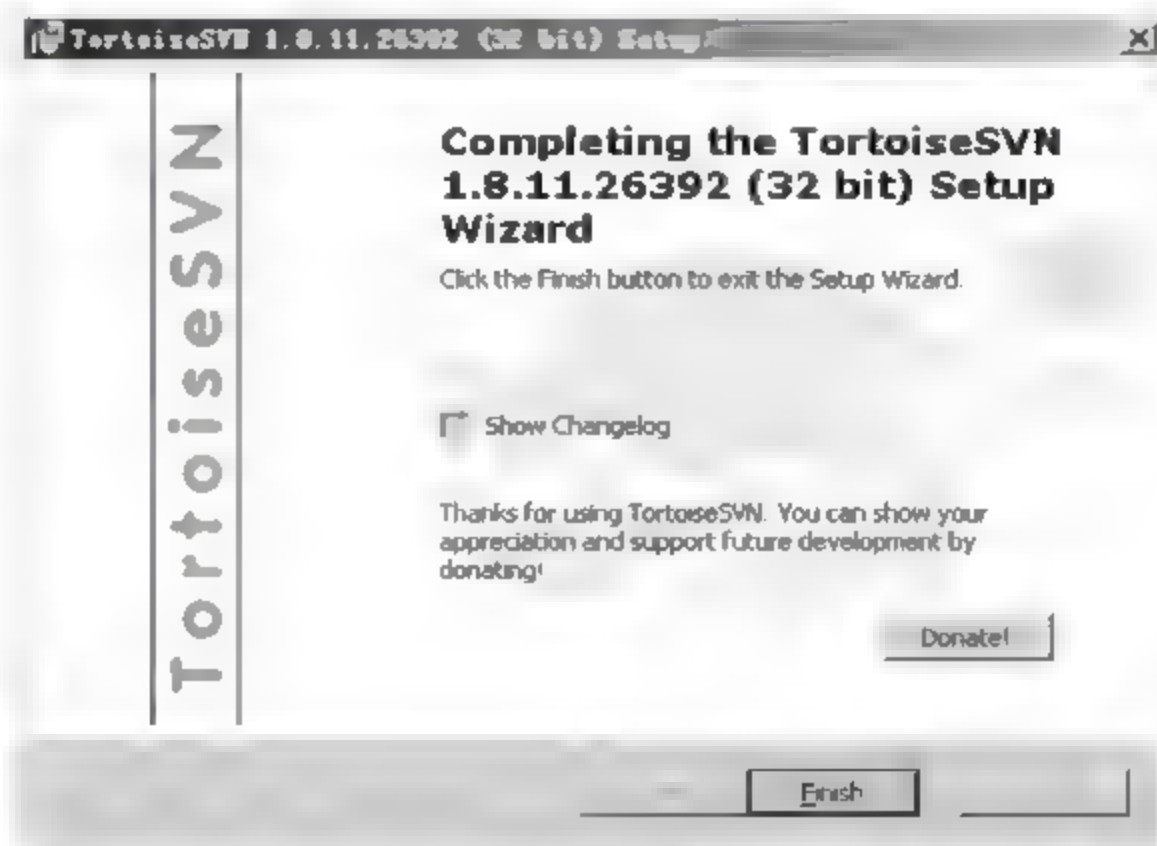 TortoiseSVN 1.8.11.26392 (32 bit) Setup
TortoiseSVN
Completing the TortoiseSVN
1.8.11.26392 (32 bit) Setup
Wizard
Click the Finish button to exit the Setup Wizard.
Show Changelog
Thanks for using TortoiseSVN. You can show your
appreciation and support future development by
donating!
Donate!
Finish